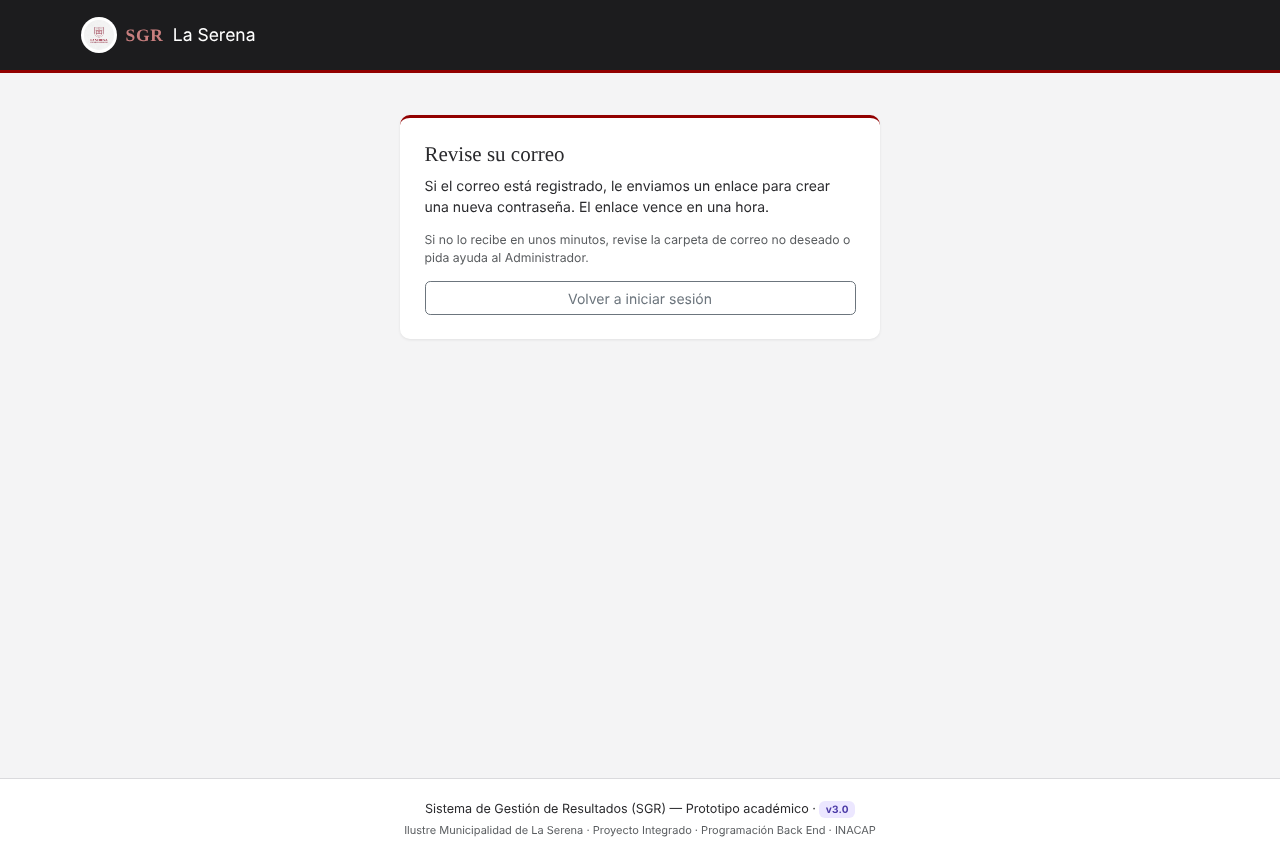 SGR La Serena
Revise su correo
Si el correo está registrado, le enviamos un enlace para crear
una nueva contraseña. El enlace vence en una hora.
Si no lo recibe en unos minutos, revise la carpeta de correo no deseado o
pida ayuda al Administrador.
Volver a iniciar sesión
Sistema de Gestión de Resultados (SGR) — Prototipo académico · v3.0
Ilustre Municipalidad de La Serena · Proyecto Integrado · Programación Back End · INACAP